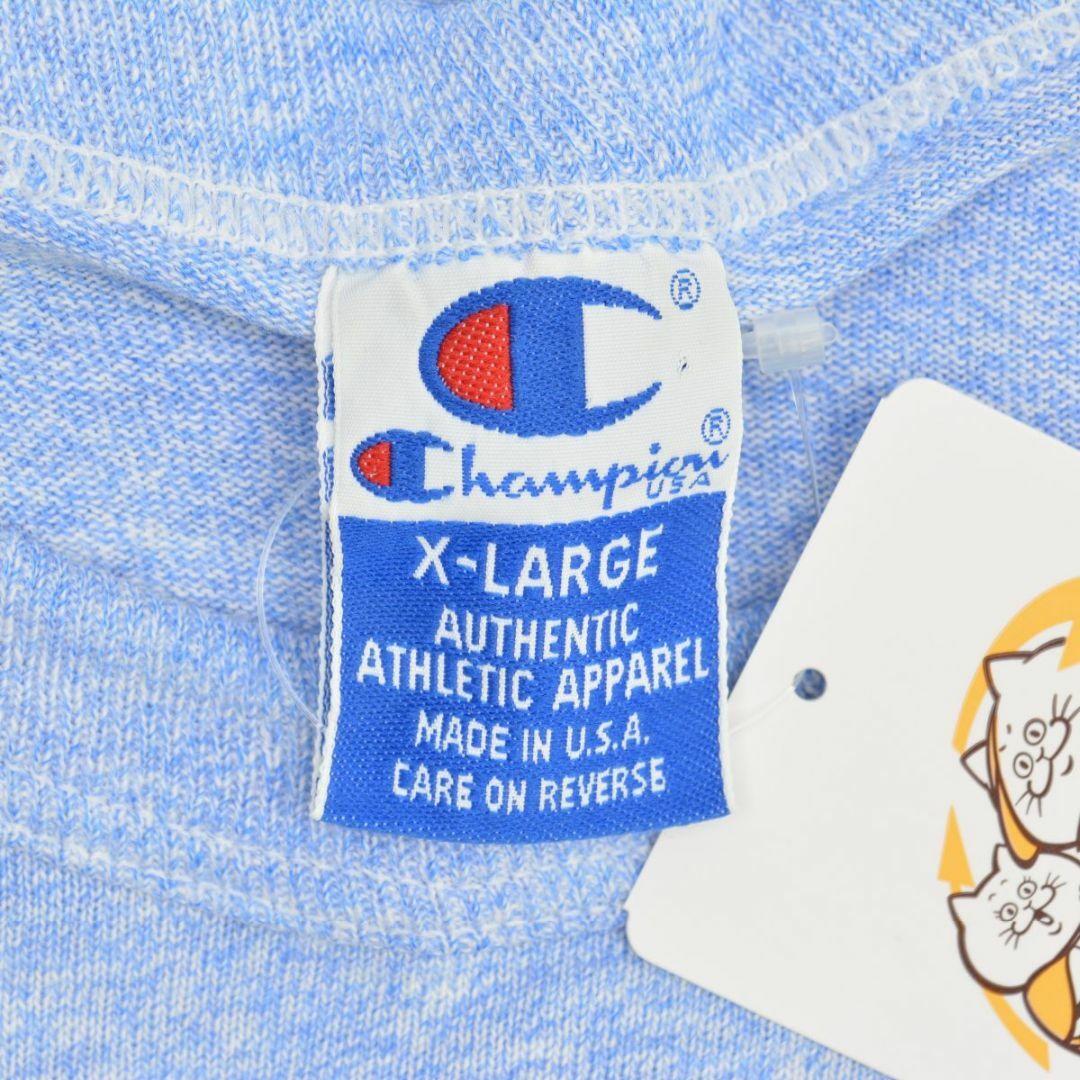 ®
Champion®
USA
X-LARGE
AUTHENTIC
ATHLETIC APPAREL
MADE IN U.S.A.
CARE ON REVERSE